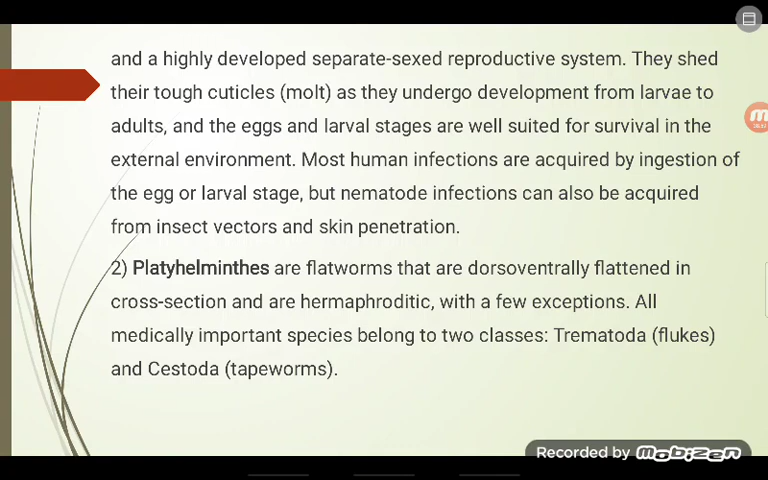 and a highly developed separate-sexed reproductive system. They shed
their tough cuticles (molt) as they undergo development from larvae to
adults, and the eggs and larval stages are well suited for survival in the
external environment. Most human infections are acquired by ingestion of
the egg or larval stage, but nematode infections can also be acquired
from insect vectors and skin penetration.
2) Platyhelminthes are flatworms that are dorsoventrally flattened in
cross-section and are hermaphroditic, with a few exceptions. All
medically important species belong to two classes: Trematoda (flukes)
and Cestoda (tapeworms).
Recorded by mobizen